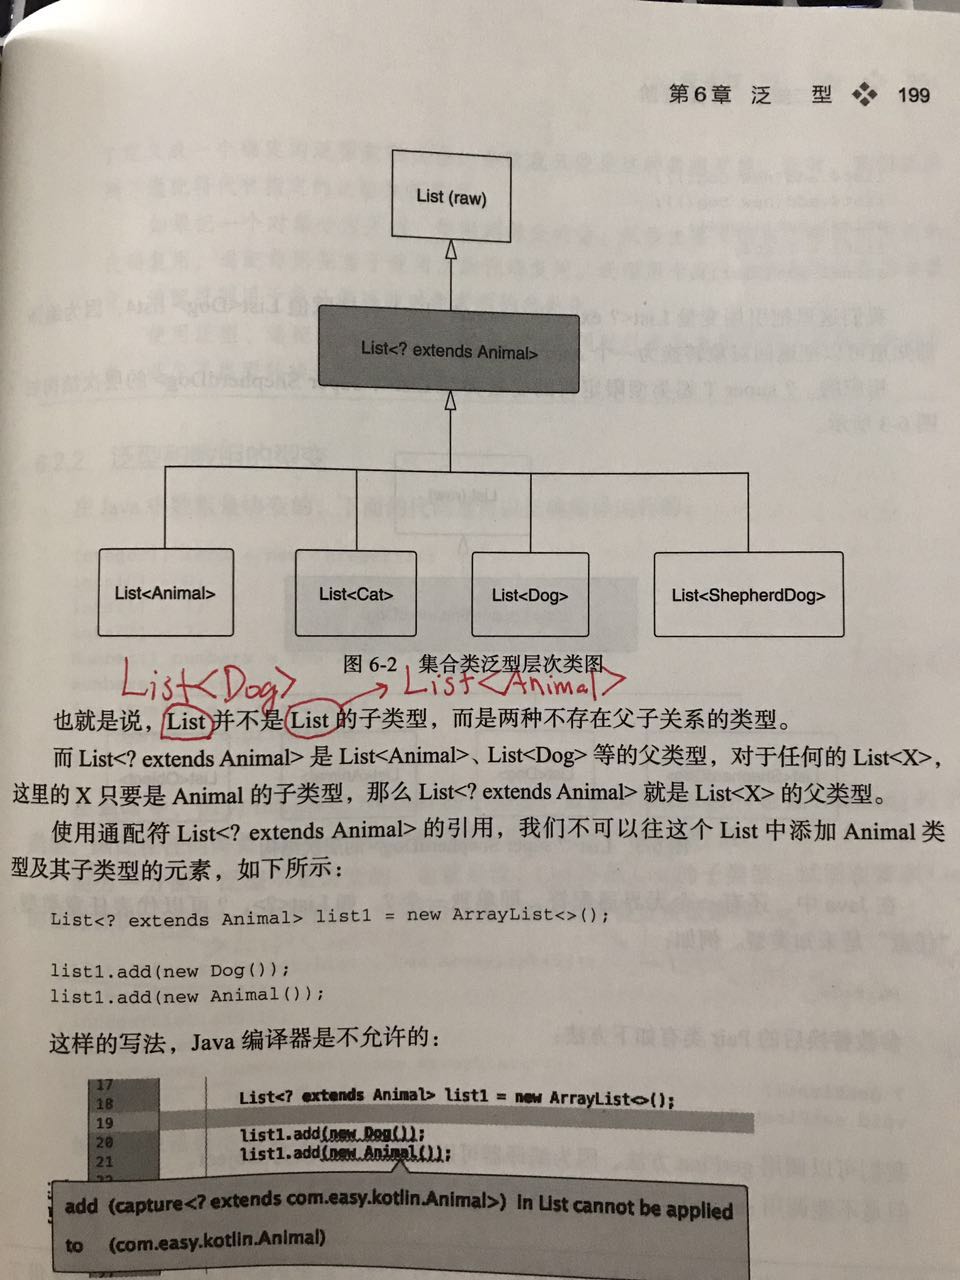 第6章 泛 型 ❖ 199
List (raw)
List<? extends Animal>
List<Animal>
List<Cat>
List<Dog>
List<ShepherdDog>
图 6-2 集合类泛型层次类图
List<Dog> List<Animal>
也就是说，List并不是List的子类型，而是两种不存在父子关系的类型。
而 List<? extends Animal> 是 List<Animal>、List<Dog> 等的父类型，对于任何的 List<X>，
这里的 X 只要是 Animal 的子类型，那么 List<? extends Animal> 就是 List<X> 的父类型。
使用通配符 List<? extends Animal> 的引用，我们不可以往这个 List 中添加 Animal 类
型及其子类型的元素，如下所示：
List<? extends Animal> list1 = new ArrayList<>();
list1.add(new Dog());
list1.add(new Animal());
这样的写法，Java 编译器是不允许的：
17
18 List<? extends Animal> list1 = new ArrayList<>();
19
20 list1.add(new Dog());
21 list1.add(new Animal());
add (capture<? extends com.easy.kotlin.Animal>) in List cannot be applied
to (com.easy.kotlin.Animal)